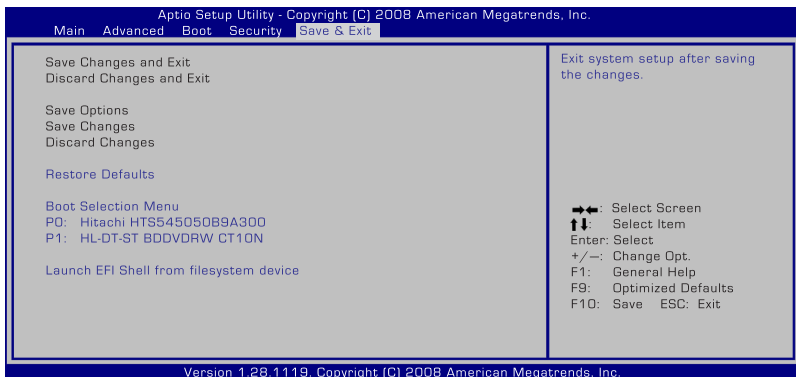 Aptio Setup Utility - Copyright (C) 2008 American Megatrends, Inc.
Main Advanced Boot Security Save & Exit
Save Changes and Exit
Discard Changes and Exit
Save Options
Save Changes
Discard Changes
Restore Defaults
Boot Selection Menu
P0: Hitachi HTS545050B9A300
P1: HL-DT-ST BDDVDRW CT10N
Launch EFI Shell from filesystem device
Exit system setup after saving
the changes.
→←: Select Screen
↑↓: Select Item
Enter: Select
+/—: Change Opt.
F1: General Help
F9: Optimized Defaults
F10: Save ESC: Exit
Version 1.28.1119. Copyright (C) 2008 American Megatrends, Inc.